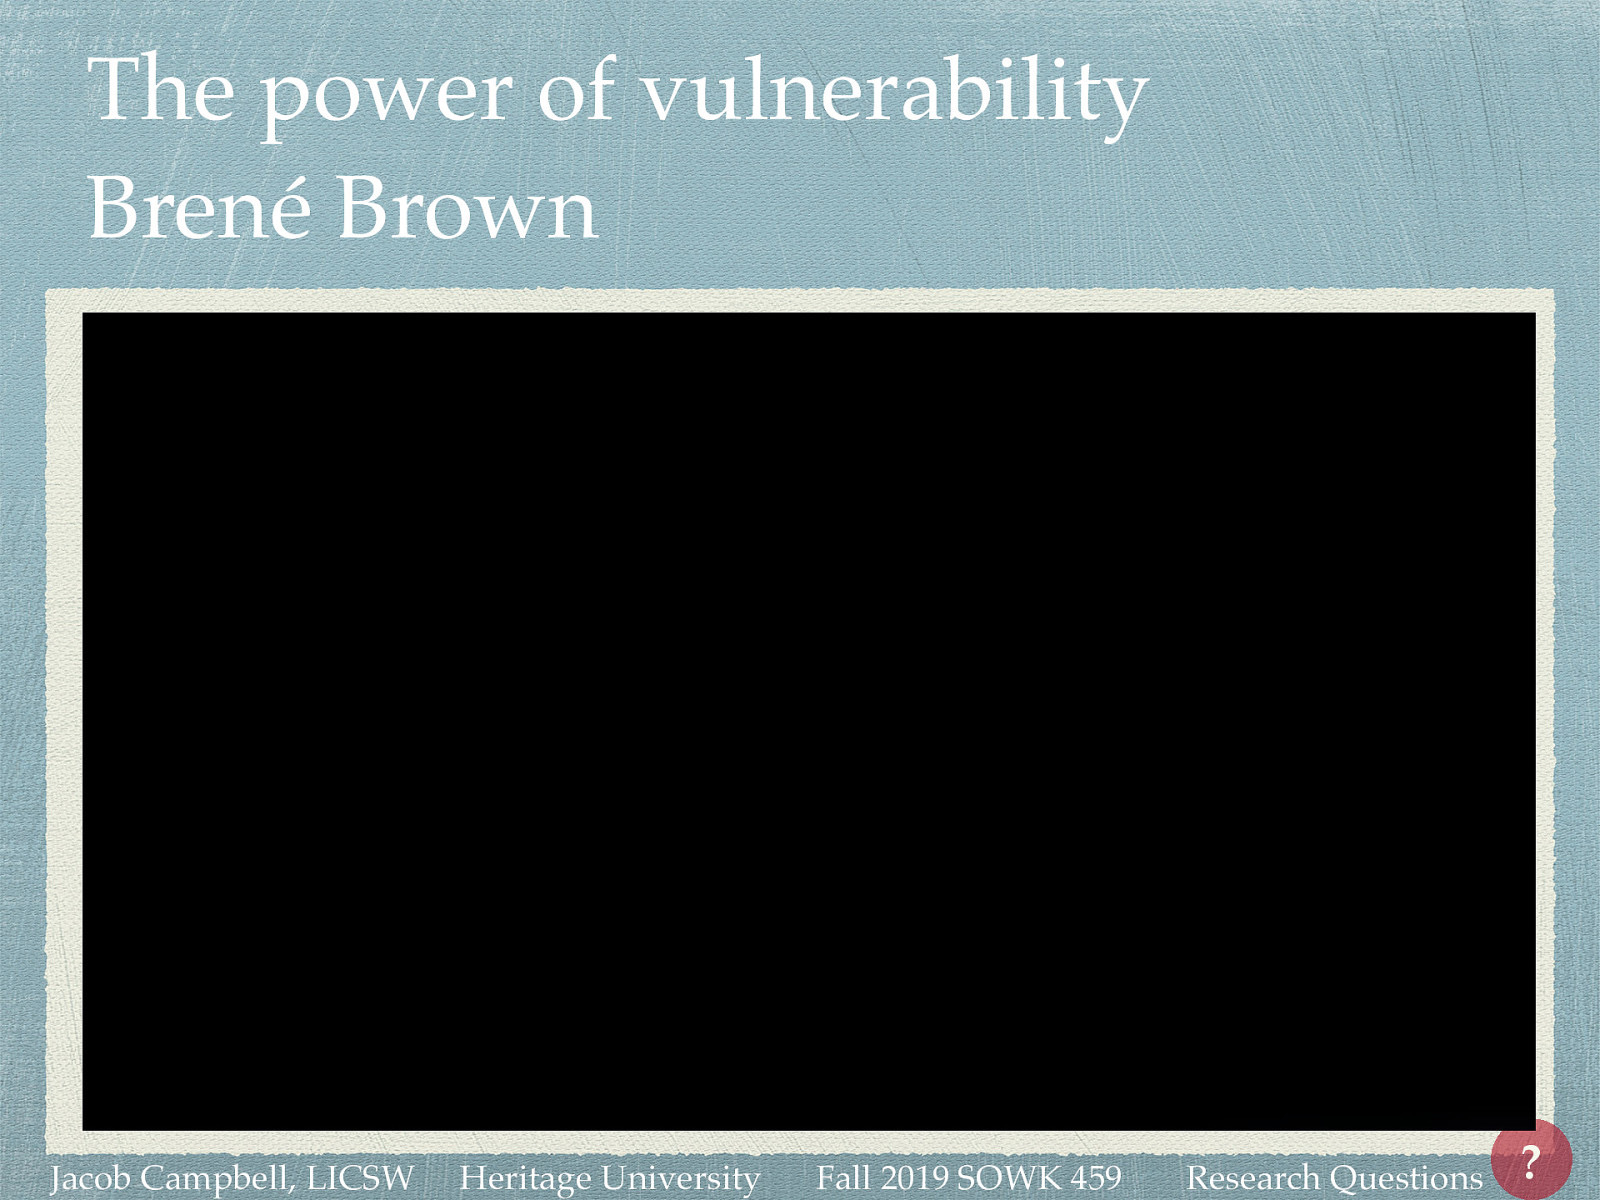 The power of vulnerability
Brené Brown
Jacob Campbell, LICSW Heritage University Fall 2019 SOWK 459 Research Questions ?